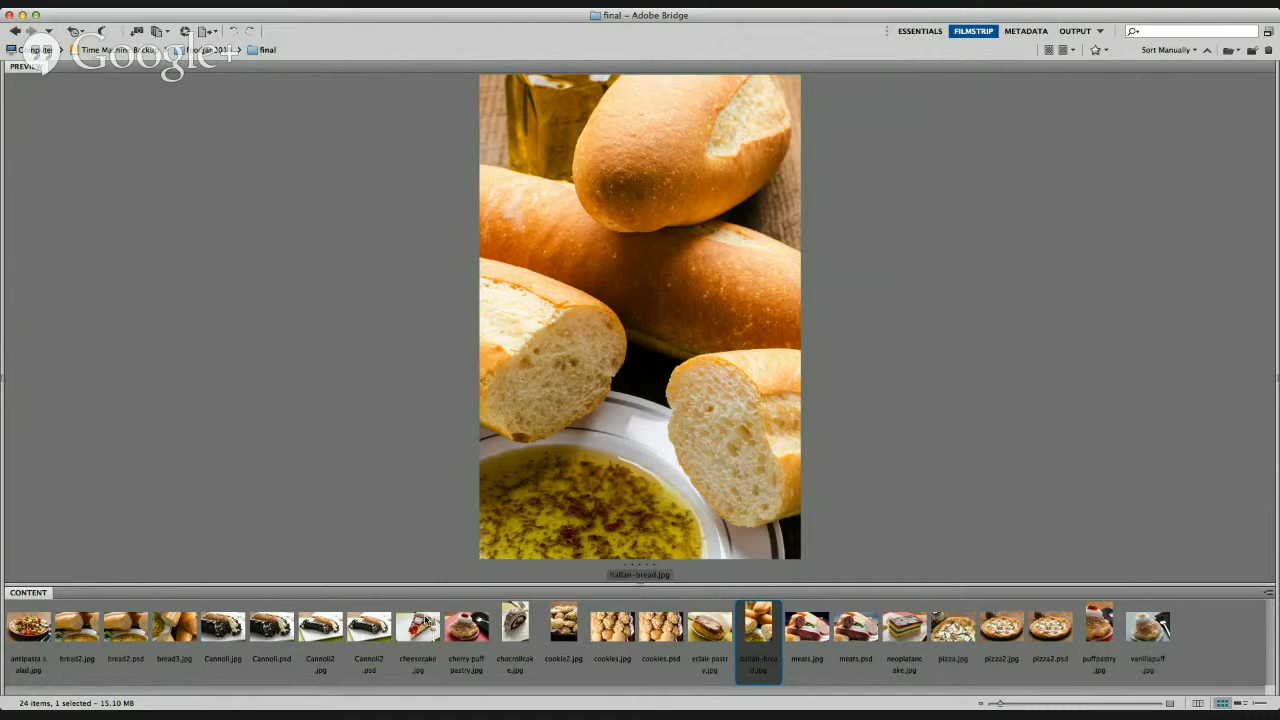 final – Adobe Bridge
ESSENTIALS FILMSTRIP METADATA OUTPUT
Google+
Time Machine Backup
final
Sort Manually
PREVIEW
italian-bread.jpg
CONTENT
antipasta s
alad.jpg
bread2.jpg
bread2.psd
bread3.jpg
Cannoli.jpg
Cannoli.psd
Cannoli2
.jpg
Cannoli2
.psd
cheesecake
.jpg
cherry puff
pastry.jpg
chocrollcak
e.jpg
cookie2.jpg
cookies.jpg
cookies.psd
eclair pastr
y.jpg
italian-brea
d.jpg
meats.jpg
meats.psd
neoplatanc
ake.jpg
pizza.jpg
pizza2.jpg
pizza2.psd
puffpastry
.jpg
vanillapuff
.jpg
24 items, 1 selected – 15.10 MB